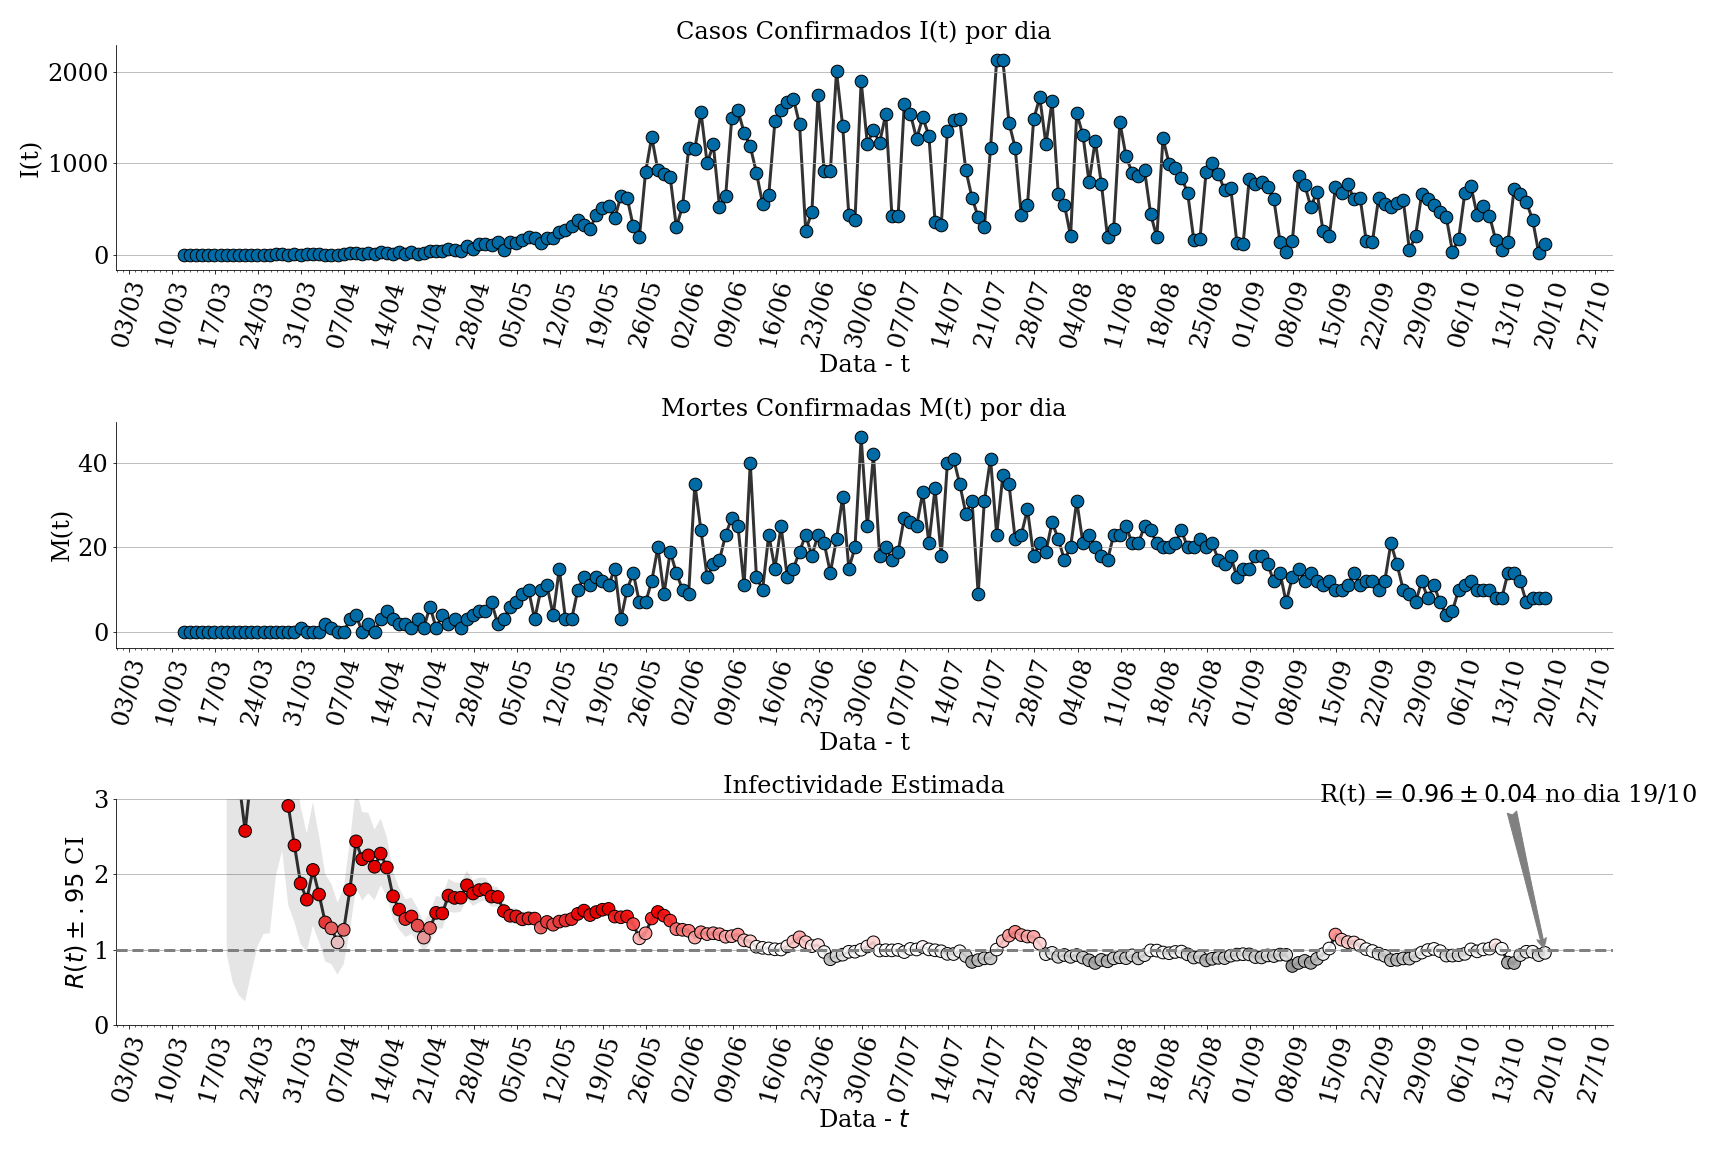 Casos Confirmados I(t) por dia
2000
1000
0
I(t)
03/03 10/03 17/03 24/03 31/03 07/04 14/04 21/04 28/04 05/05 12/05 19/05 26/05 02/06 09/06 16/06 23/06 30/06 07/07 14/07 21/07 28/07 04/08 11/08 18/08 25/08 01/09 08/09 15/09 22/09 29/09 06/10 13/10 20/10 27/10
Data - t
Mortes Confirmadas M(t) por dia
40
20
0
M(t)
03/03 10/03 17/03 24/03 31/03 07/04 14/04 21/04 28/04 05/05 12/05 19/05 26/05 02/06 09/06 16/06 23/06 30/06 07/07 14/07 21/07 28/07 04/08 11/08 18/08 25/08 01/09 08/09 15/09 22/09 29/09 06/10 13/10 20/10 27/10
Data - t
Infectividade Estimada
R(t) = 0.96 ± 0.04 no dia 19/10
3
2
1
0
R(t) ± .95 CI
03/03 10/03 17/03 24/03 31/03 07/04 14/04 21/04 28/04 05/05 12/05 19/05 26/05 02/06 09/06 16/06 23/06 30/06 07/07 14/07 21/07 28/07 04/08 11/08 18/08 25/08 01/09 08/09 15/09 22/09 29/09 06/10 13/10 20/10 27/10
Data - t